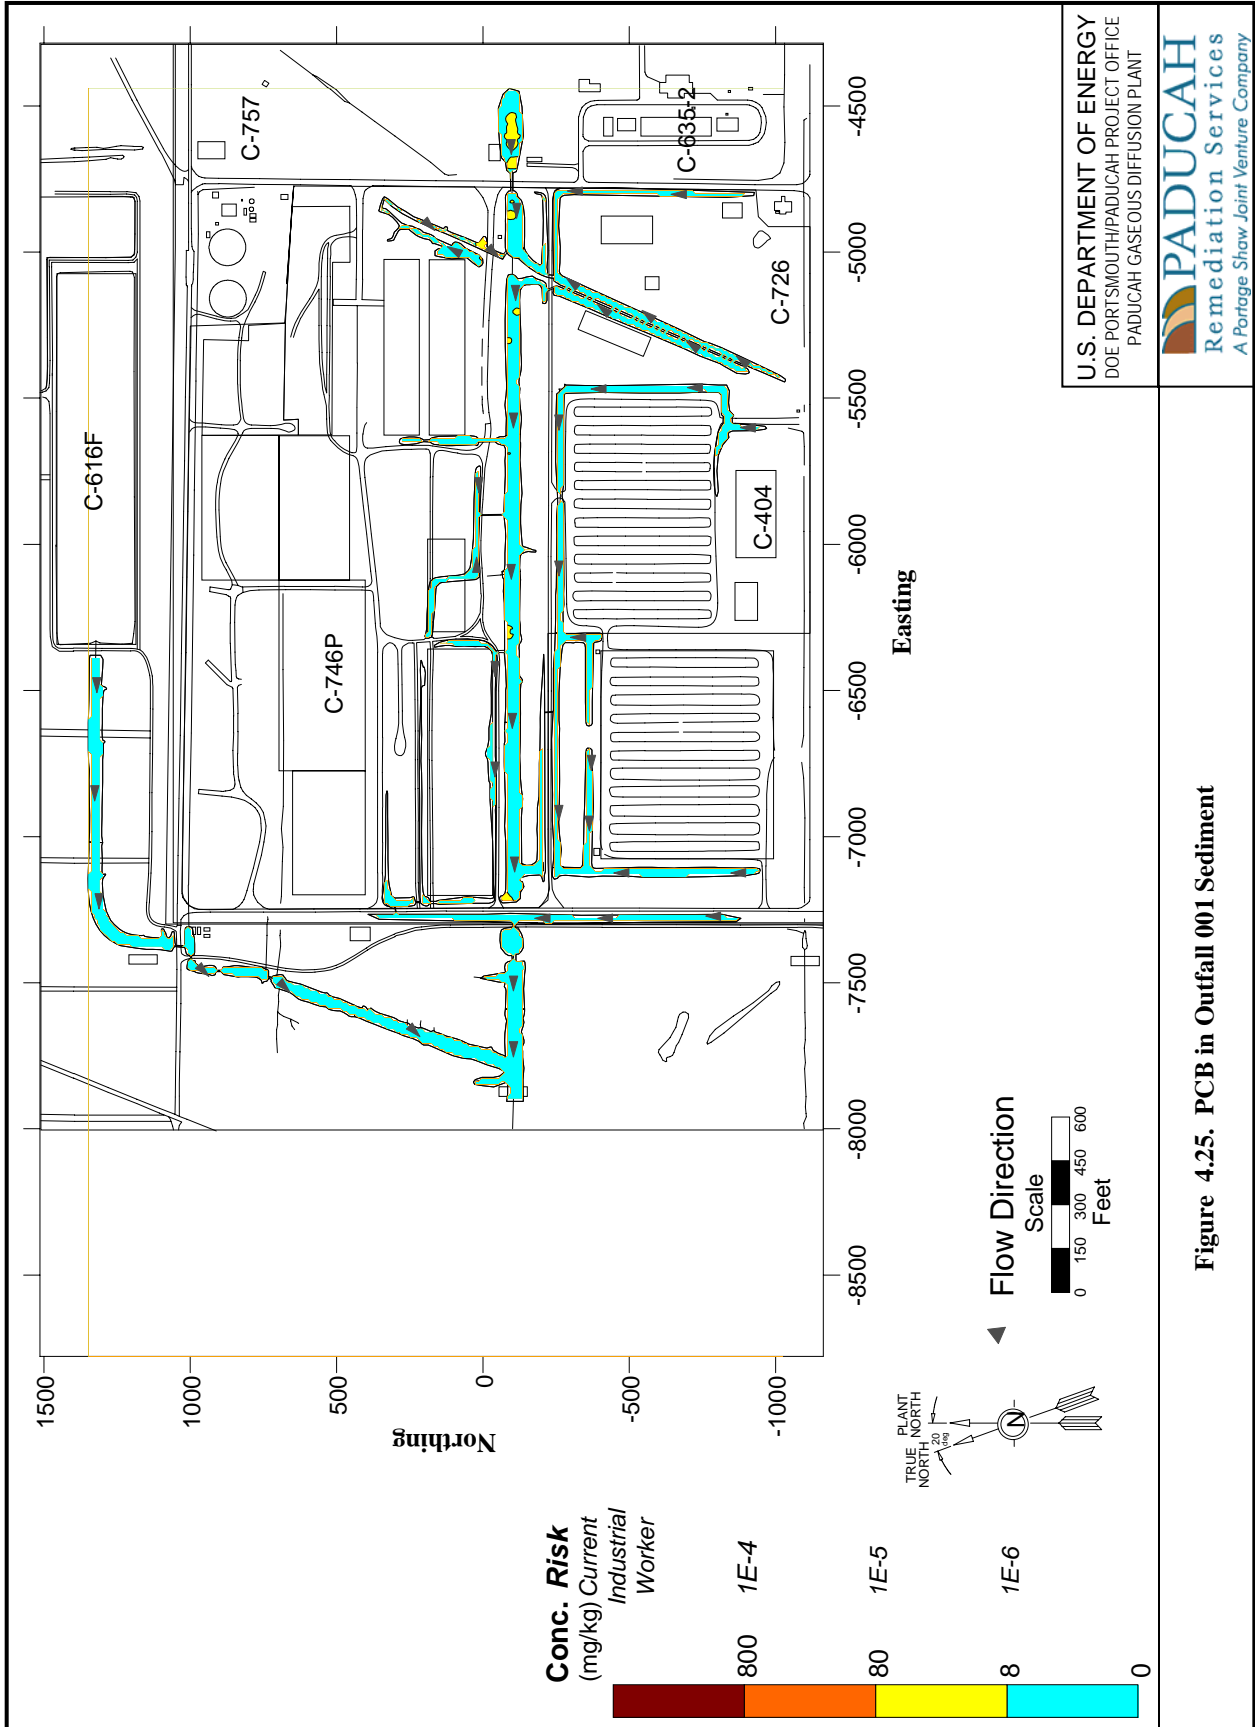 C-616F
C-757
C-746P
C-635-2
C-726
C-404
1500
1000
500
0
-500
-1000
Northing
-8500
-8000
-7500
-7000
-6500
-6000
-5500
-5000
-4500
Easting
Conc. Risk
(mg/kg) Current
Industrial
Worker
800 1E-4
80 1E-5
8 1E-6
0
TRUE NORTH
PLANT NORTH
20 deg
N
Flow Direction
Scale
0 150 300 450 600
Feet
U.S. DEPARTMENT OF ENERGY
DOE PORTSMOUTH/PADUCAH PROJECT OFFICE
PADUCAH GASEOUS DIFFUSION PLANT
PADUCAH
Remediation Services
A Portage Shaw Joint Venture Company
Figure 4.25. PCB in Outfall 001 Sediment